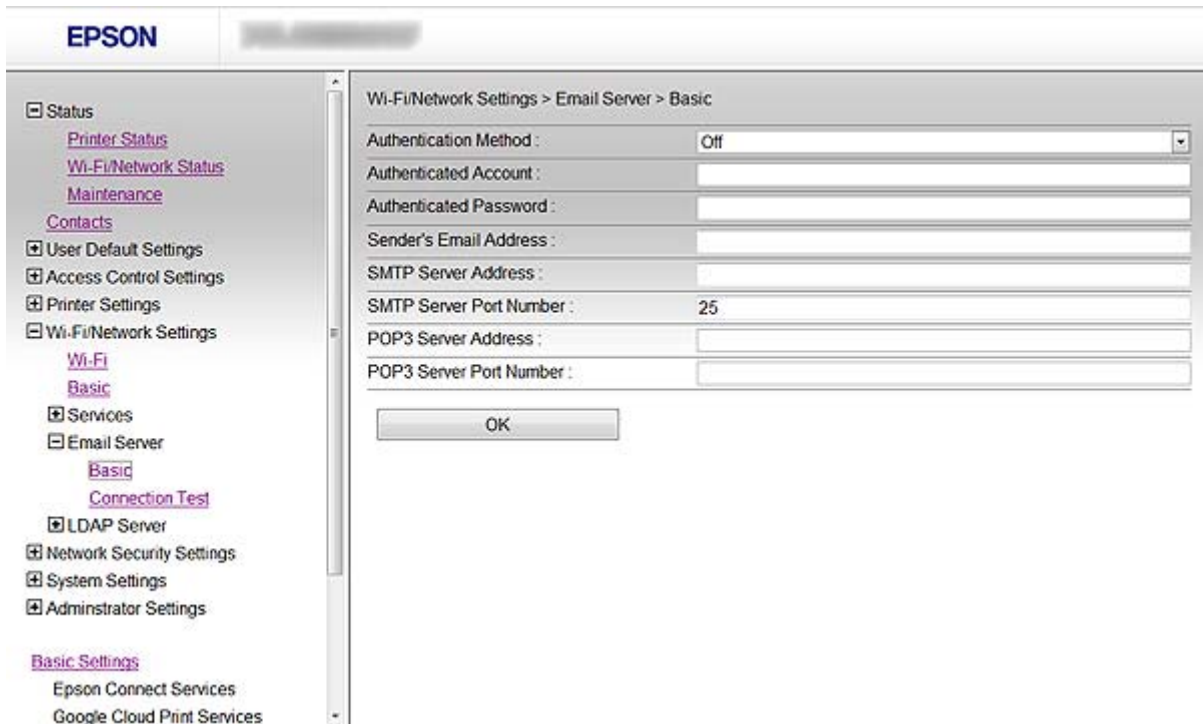 EPSON
Status
Printer Status
Wi-Fi/Network Status
Maintenance
Contacts
User Default Settings
Access Control Settings
Printer Settings
Wi-Fi/Network Settings
Wi-Fi
Basic
Services
Email Server
Basic
Connection Test
LDAP Server
Network Security Settings
System Settings
Adminstrator Settings
Basic Settings
Epson Connect Services
Google Cloud Print Services
Wi-Fi/Network Settings > Email Server > Basic
Authentication Method : Off
Authenticated Account :
Authenticated Password :
Sender's Email Address :
SMTP Server Address :
SMTP Server Port Number : 25
POP3 Server Address :
POP3 Server Port Number :
OK